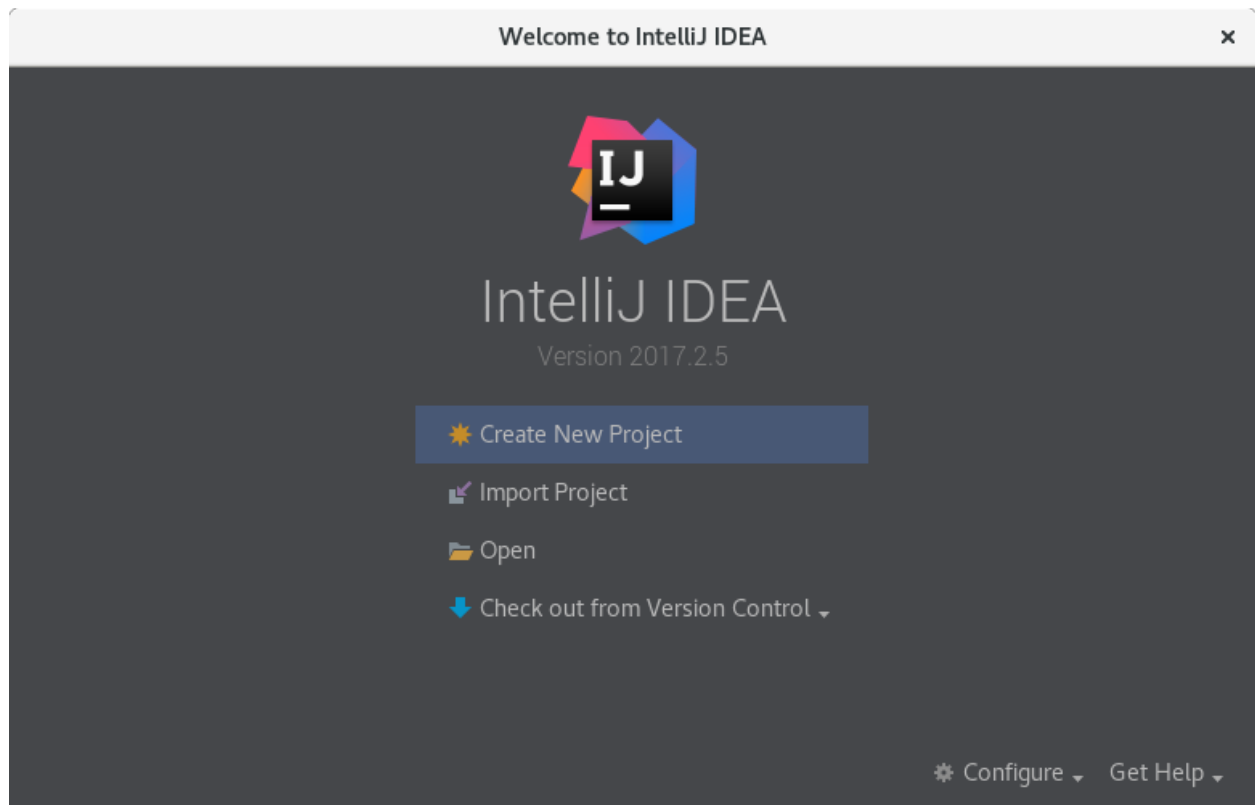 Welcome to IntelliJ IDEA
IJ
IntelliJ IDEA
Version 2017.2.5
Create New Project
Import Project
Open
Check out from Version Control
Configure Get Help